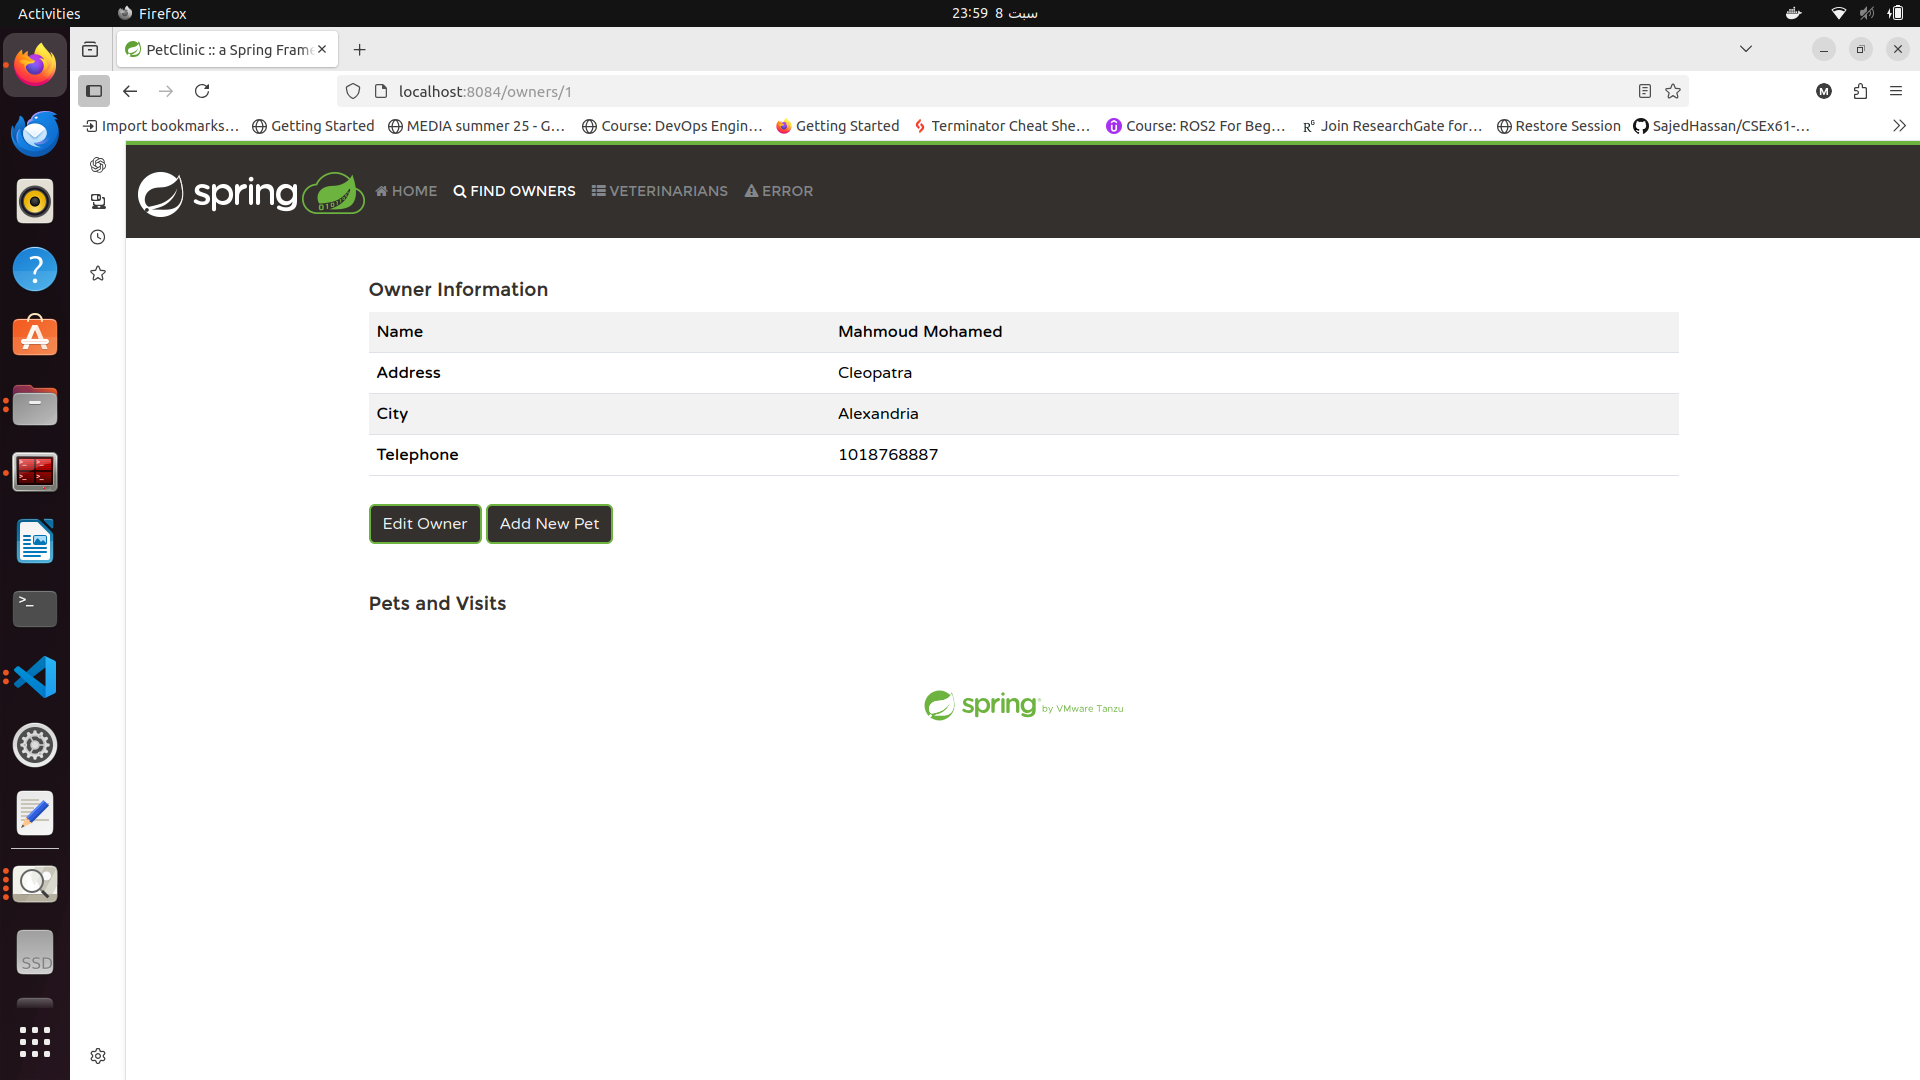 Activities
Firefox
23:59 8 سبت
PetClinic :: a Spring Fram
localhost:8084/owners/1
Import bookmarks…
Getting Started
MEDIA summer 25 - G…
Course: DevOps Engin…
Getting Started
Terminator Cheat She…
Course: ROS2 For Beg…
Join ResearchGate for…
Restore Session
SajedHassan/CSEx61-…
spring
HOME
FIND OWNERS
VETERINARIANS
ERROR
Owner Information
Name Mahmoud Mohamed
Address Cleopatra
City Alexandria
Telephone 1018768887
Edit Owner
Add New Pet
Pets and Visits
spring by VMware Tanzu
SSD